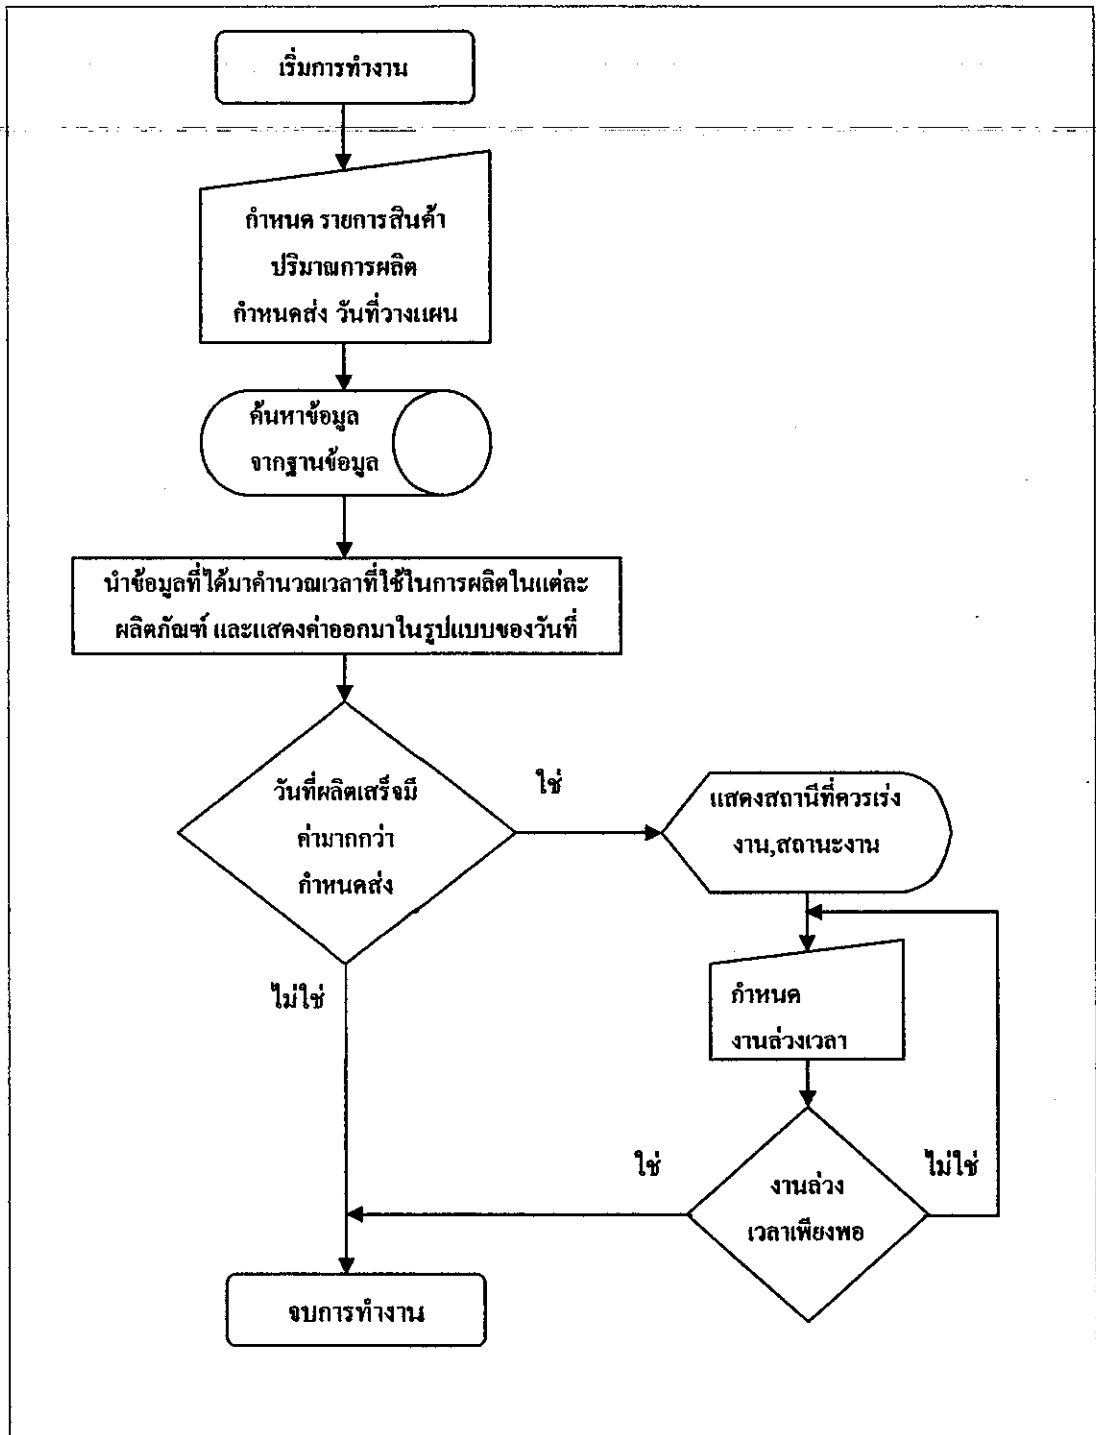 เริ่มการทำงาน
กำหนด รายการสินค้า
ปริมาณการผลิต
กำหนดส่ง วันที่วางแผน
ค้นหาข้อมูล
จากฐานข้อมูล
นำข้อมูลที่ได้มาคำนวณเวลาที่ใช้ในการผลิตในแต่ละ
ผลิตภัณฑ์ และแสดงค่าออกมาในรูปแบบของวันที่
วันที่ผลิตเสร็จมี
ค่ามากกว่า
กำหนดส่ง
ใช่
แสดงสถานีที่ควรเร่ง
งาน,สถานะงาน
ไม่ใช่
กำหนด
งานล่วงเวลา
ใช่
ไม่ใช่
งานล่วง
เวลาเพียงพอ
จบการทำงาน